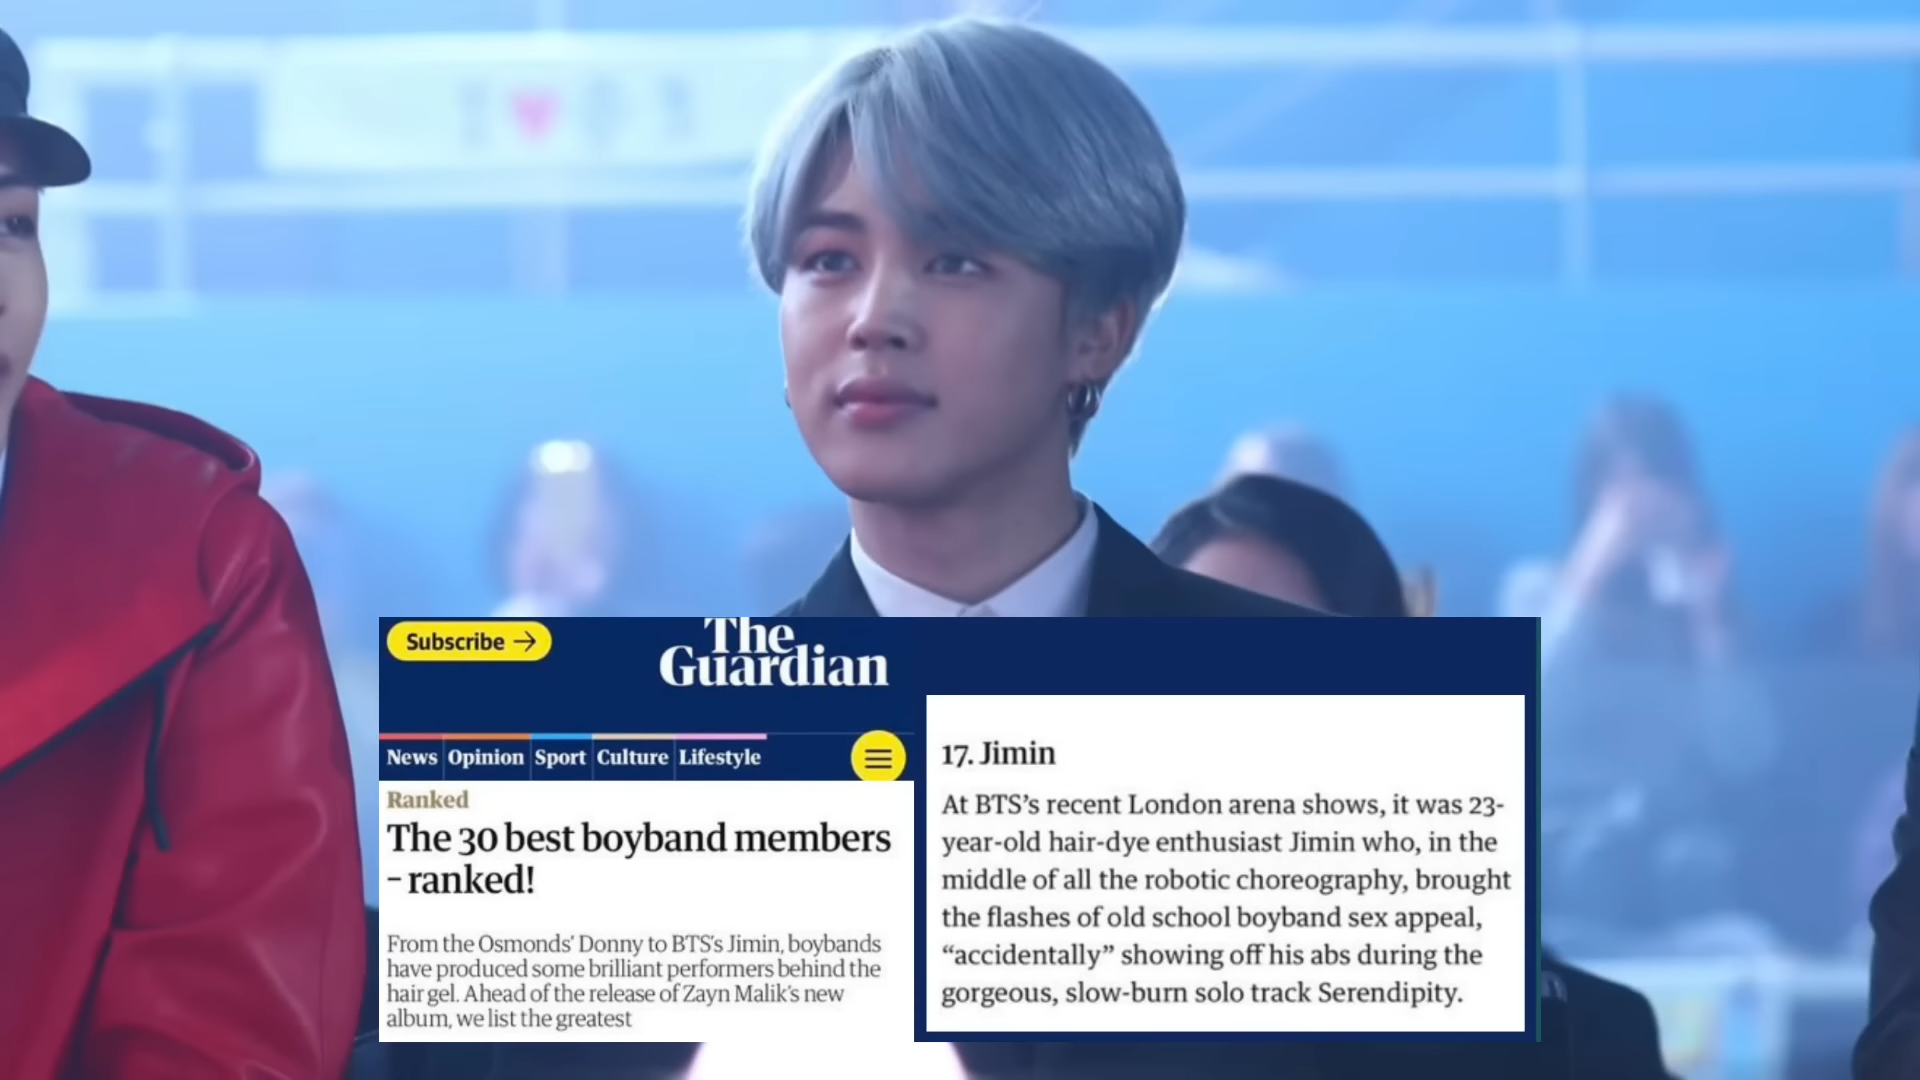 Subscribe →
The
Guardian
News
Opinion
Sport
Culture
Lifestyle
Ranked
The 30 best boyband members
– ranked!
From the Osmonds’ Donny to BTS’s Jimin, boybands
have produced some brilliant performers behind the
hair gel. Ahead of the release of Zayn Malik’s new
album, we list the greatest
17. Jimin
At BTS’s recent London arena shows, it was 23-
year-old hair-dye enthusiast Jimin who, in the
middle of all the robotic choreography, brought
the flashes of old school boyband sex appeal,
“accidentally” showing off his abs during the
gorgeous, slow-burn solo track Serendipity.